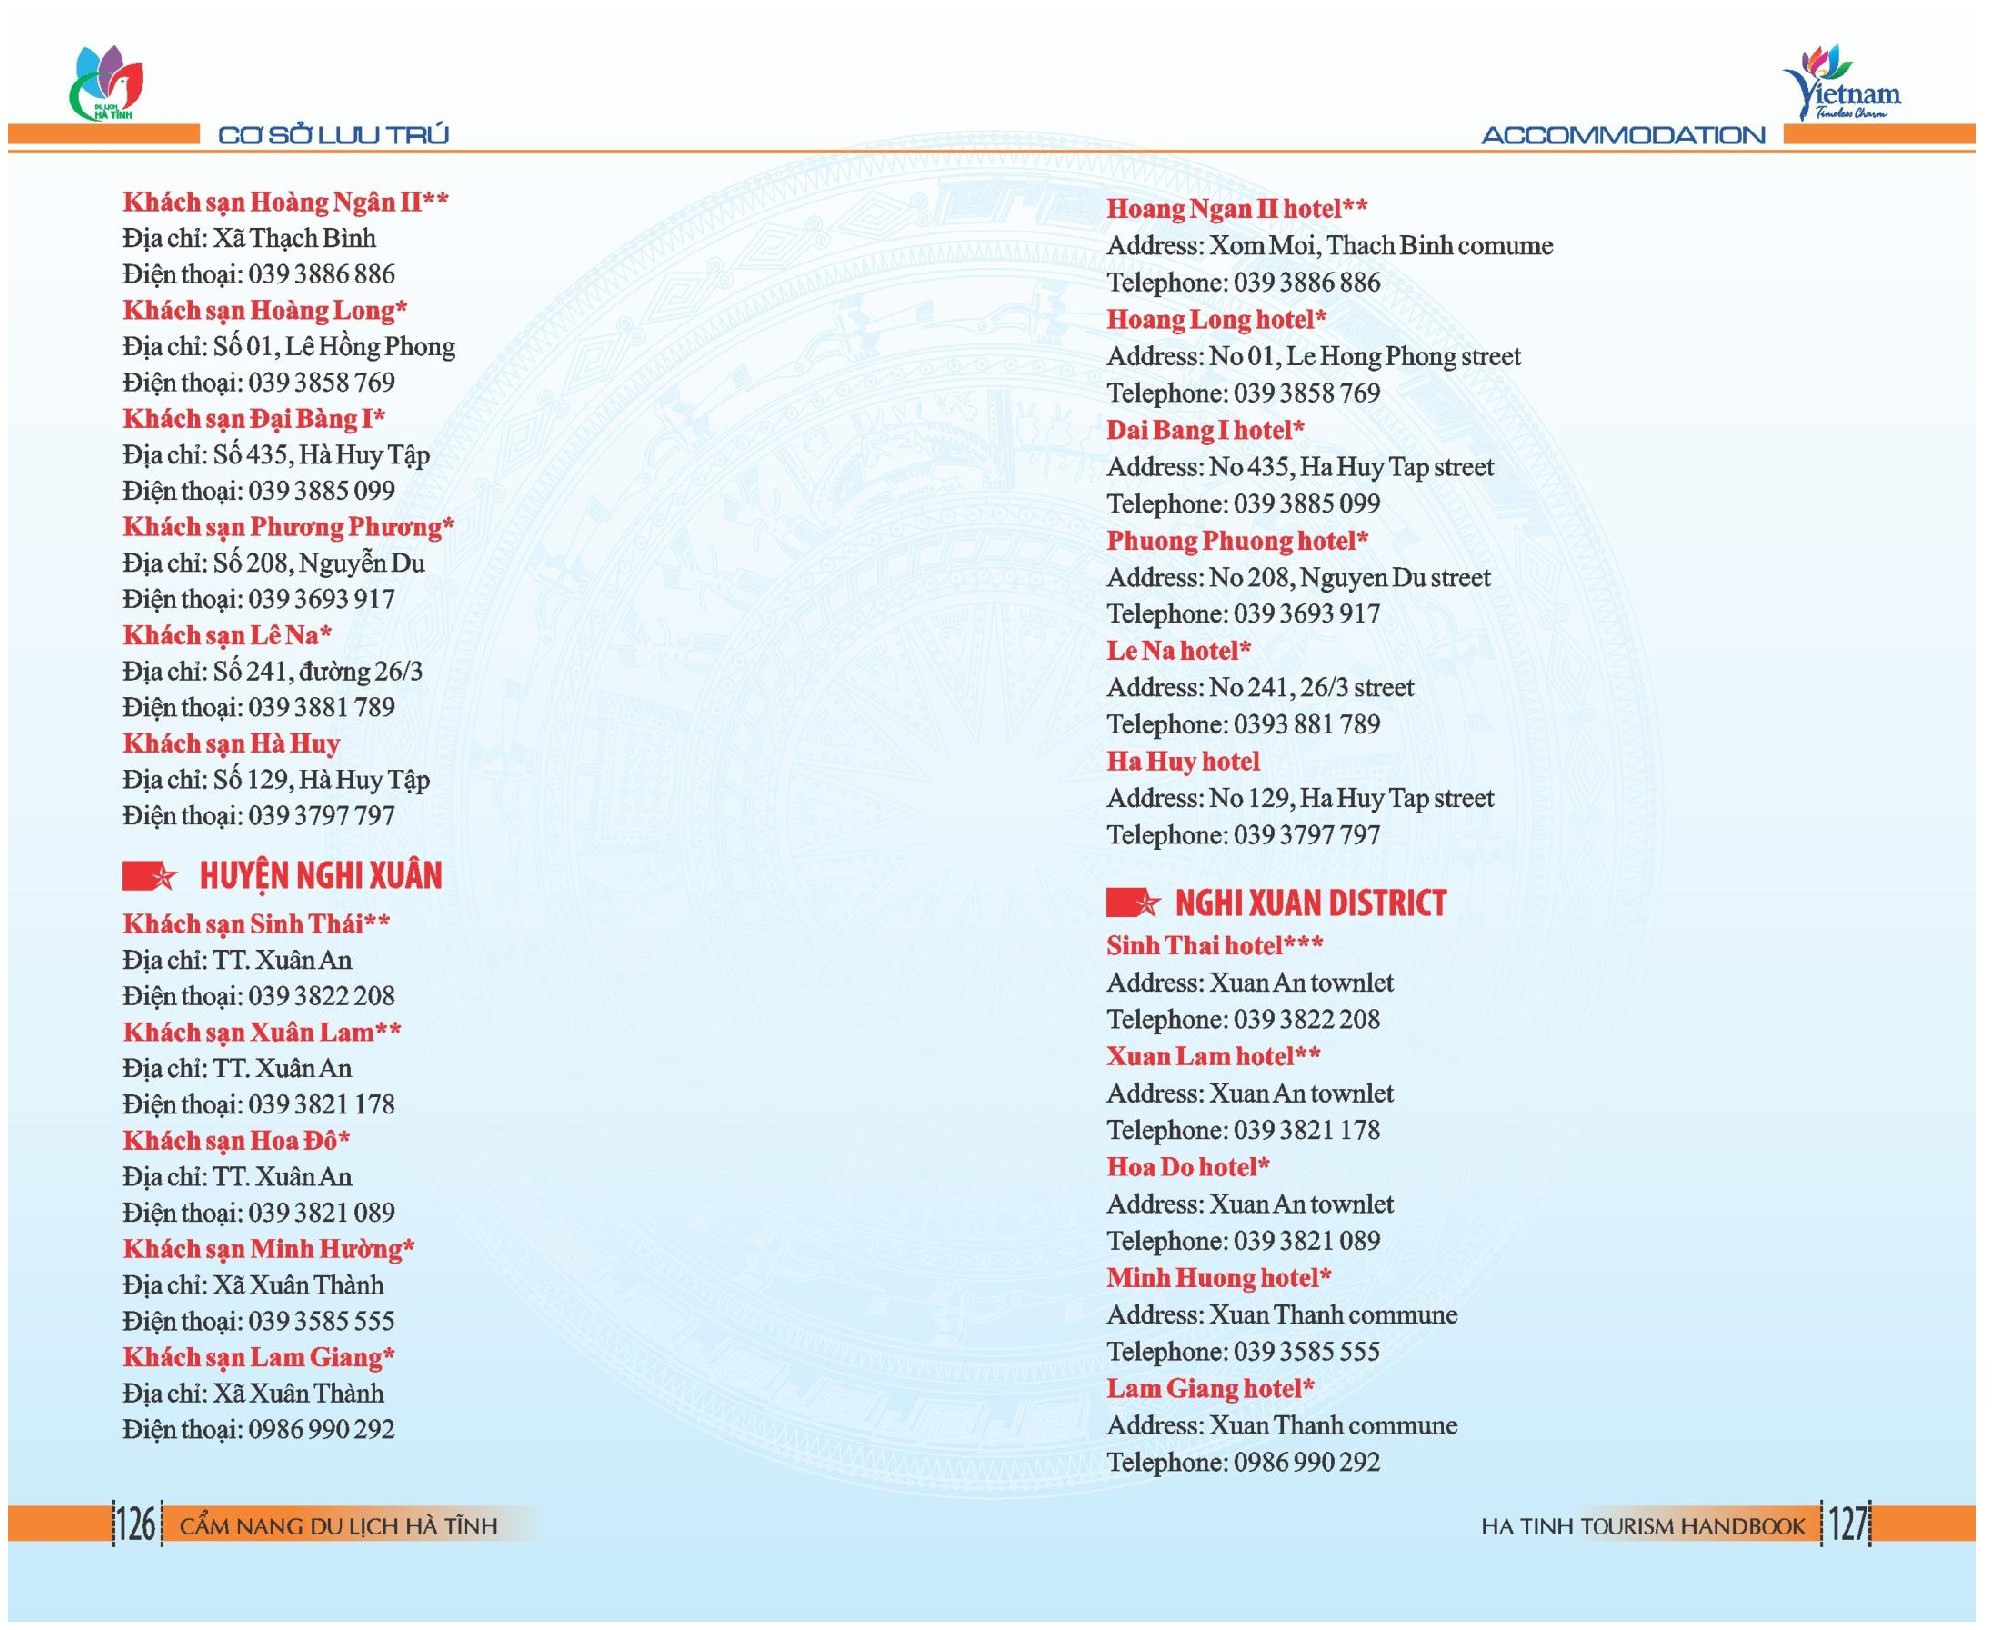 DU LỊCH
HÀ TĨNH
CƠ SỞ LƯU TRÚ
Khách sạn Hoàng Ngân II**
Địa chỉ: Xã Thạch Bình
Điện thoại: 039 3886 886
Khách sạn Hoàng Long*
Địa chỉ: Số 01, Lê Hồng Phong
Điện thoại: 039 3858 769
Khách sạn Đại Bàng I*
Địa chỉ: Số 435, Hà Huy Tập
Điện thoại: 039 3885 099
Khách sạn Phương Phương*
Địa chỉ: Số 208, Nguyễn Du
Điện thoại: 039 3693 917
Khách sạn Lê Na*
Địa chỉ: Số 241, đường 26/3
Điện thoại: 039 3881 789
Khách sạn Hà Huy
Địa chỉ: Số 129, Hà Huy Tập
Điện thoại: 039 3797 797
HUYỆN NGHI XUÂN
Khách sạn Sinh Thái**
Địa chỉ: TT. Xuân An
Điện thoại: 039 3822 208
Khách sạn Xuân Lam**
Địa chỉ: TT. Xuân An
Điện thoại: 039 3821 178
Khách sạn Hoa Đô*
Địa chỉ: TT. Xuân An
Điện thoại: 039 3821 089
Khách sạn Minh Hường*
Địa chỉ: Xã Xuân Thành
Điện thoại: 039 3585 555
Khách sạn Lam Giang*
Địa chỉ: Xã Xuân Thành
Điện thoại: 0986 990 292
126 CẨM NANG DU LỊCH HÀ TĨNH
Vietnam
Timeless Charm
ACCOMMODATION
Hoang Ngan II hotel**
Address: Xom Moi, Thach Binh comume
Telephone: 039 3886 886
Hoang Long hotel*
Address: No 01, Le Hong Phong street
Telephone: 039 3858 769
Dai Bang I hotel*
Address: No 435, Ha Huy Tap street
Telephone: 039 3885 099
Phuong Phuong hotel*
Address: No 208, Nguyen Du street
Telephone: 039 3693 917
Le Na hotel*
Address: No 241, 26/3 street
Telephone: 0393 881 789
Ha Huy hotel
Address: No 129, Ha Huy Tap street
Telephone: 039 3797 797
NGHI XUAN DISTRICT
Sinh Thai hotel***
Address: Xuan An townlet
Telephone: 039 3822 208
Xuan Lam hotel**
Address: Xuan An townlet
Telephone: 039 3821 178
Hoa Do hotel*
Address: Xuan An townlet
Telephone: 039 3821 089
Minh Huong hotel*
Address: Xuan Thanh commune
Telephone: 039 3585 555
Lam Giang hotel*
Address: Xuan Thanh commune
Telephone: 0986 990 292
HA TINH TOURISM HANDBOOK 127